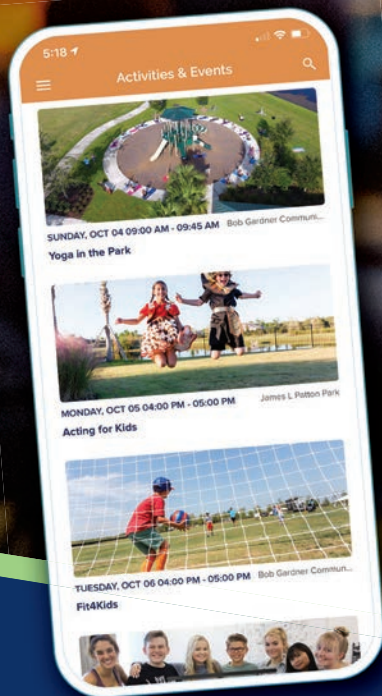 5:18
Activities & Events
SUNDAY, OCT 04 09:00 AM - 09:45 AM Bob Gardner Communi...
Yoga in the Park
MONDAY, OCT 05 04:00 PM - 05:00 PM James L Patton Park
Acting for Kids
TUESDAY, OCT 06 04:00 PM - 05:00 PM Bob Gardner Commun...
Fit4Kids